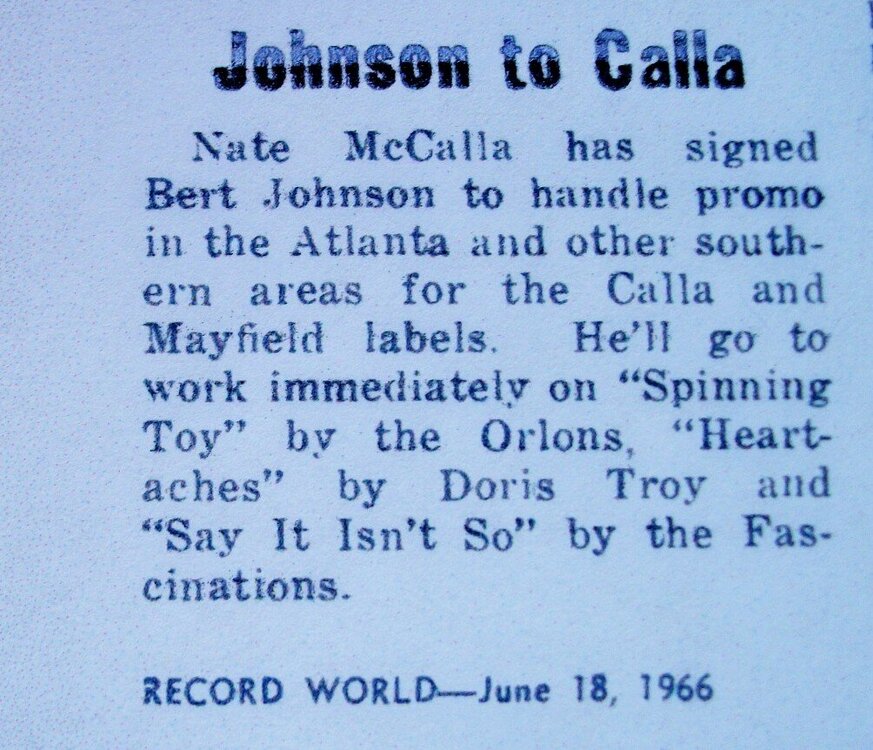 Johnson to Calla
Nate McCalla has signed
Bert Johnson to handle promo
in the Atlanta and other south-
ern areas for the Calla and
Mayfield labels. He'll go to
work immediately on “Spinning
Toy” by the Orlons, “Heart-
aches” by Doris Troy and
“Say It Isn't So” by the Fas-
cinations.
RECORD WORLD—June 18, 1966